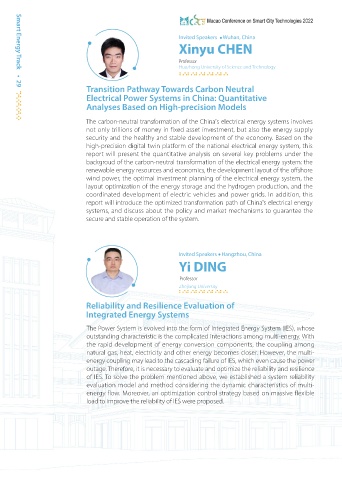 Macao Conference on Smart City Technologies 2022
Smart Energy Track • 29
Invited Speakers • Wuhan, China
Xinyu CHEN
Professor
Huazhong University of Science and Technology
Transition Pathway Towards Carbon Neutral
Electrical Power Systems in China: Quantitative
Analyses Based on High-precision Models
The carbon-neutral transformation of the China's electrical energy systems involves
not only trillions of money in fixed asset investment, but also the energy supply
security and the healthy and stable development of the economy. Based on the
high-precision digital twin platform of the national electrical energy system, this
report will present the quantitative analysis on several key problems under the
backgroud of the carbon-neutral transformation of the electrical energy system: the
renewable energy resources and economics, the development layout of the offshore
wind power, the optimal investment planning of the electrical energy system, the
layout optimization of the energy storage and the hydrogen production, and the
coordinated development of electric vehicles and power grids. In addition, this
report will introduce the optimized transformation path of China's electrical energy
systems, and discuss about the policy and market mechanisms to guarantee the
secure and stable operation of the system.
Invited Speakers • Hangzhou, China
Yi DING
Professor
Zhejiang University
Reliability and Resilience Evaluation of
Integrated Energy Systems
The Power System is evolved into the form of Integrated Energy System (IES), whose
outstanding characteristic is the complicated interactions among multi-energy. With
the rapid development of energy conversion components, the coupling among
natural gas, heat, electricity and other energy becomes closer. However, the multi-
energy coupling may lead to the cascading failure of IES, which even cause the power
outage. Therefore, it is necessary to evaluate and optimize the reliability and resilience
of IES. To solve the problem mentioned above, we established a system reliability
evaluation model and method considering the dynamic characteristics of multi-
energy flow. Moreover, an optimization control strategy based on massive flexible
load to improve the reliability of IES were proposed.